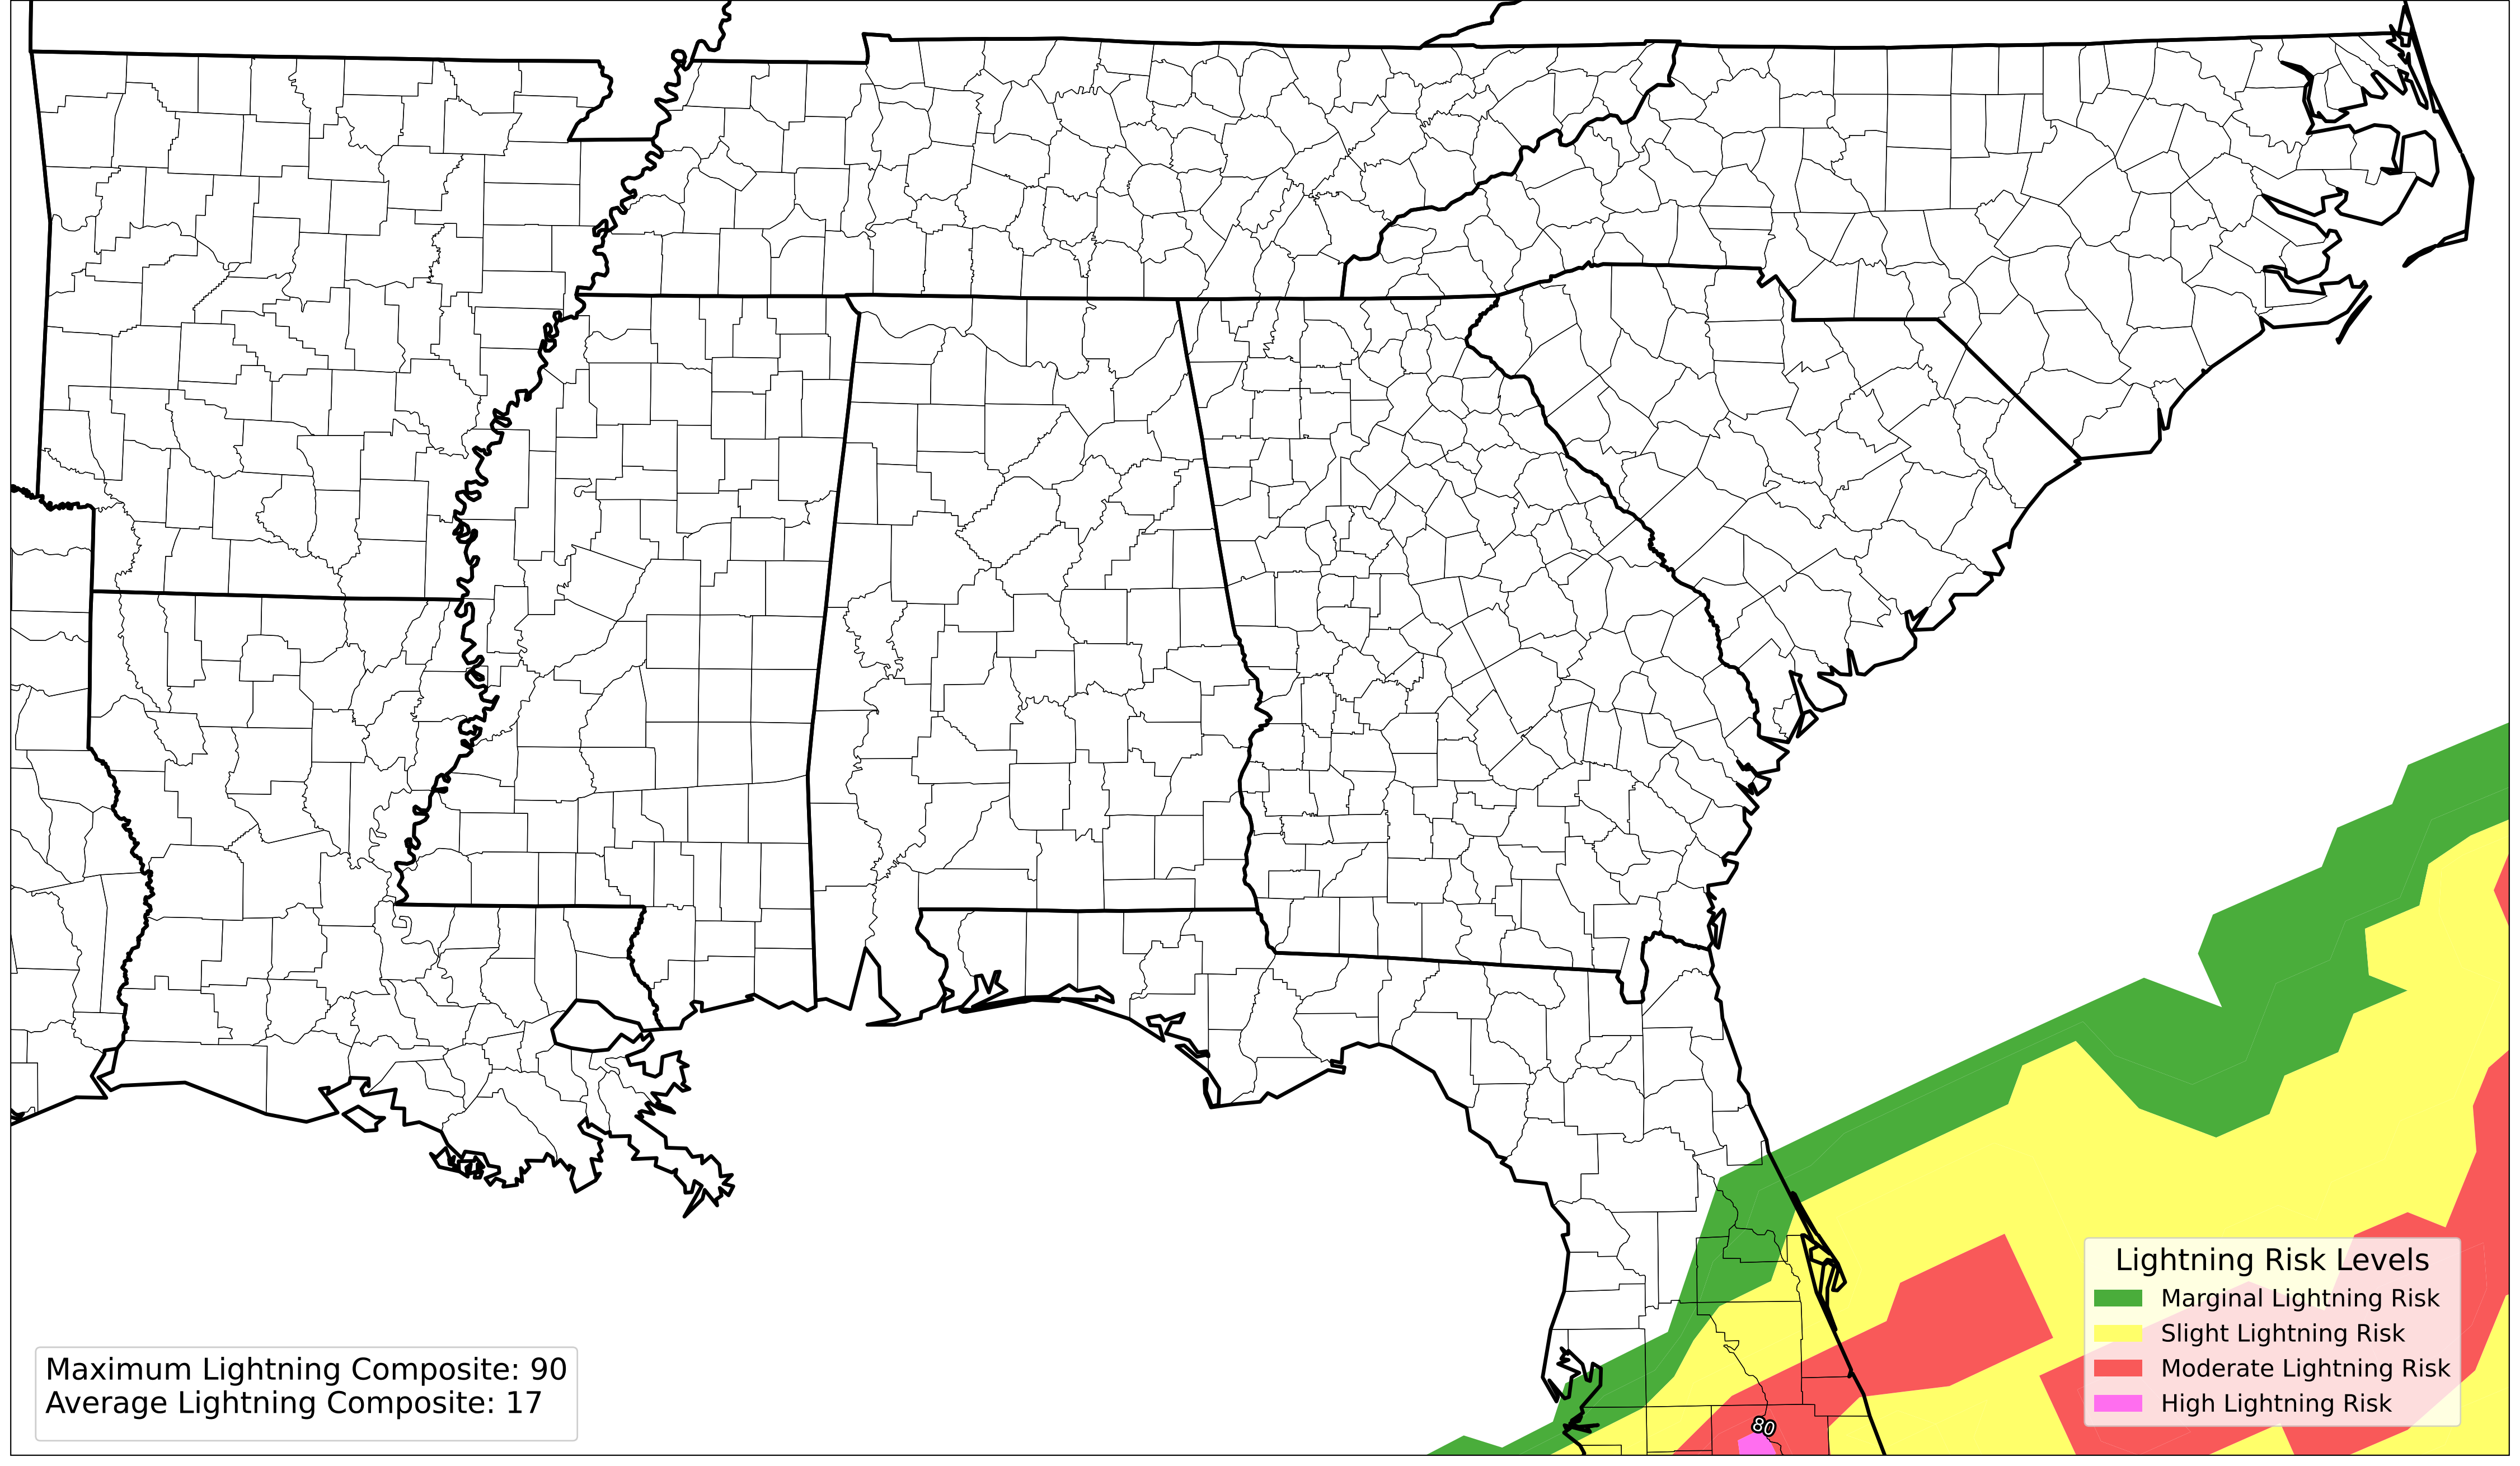 Lightning Risk Levels
Marginal Lightning Risk
Slight Lightning Risk
Moderate Lightning Risk
High Lightning Risk
Maximum Lightning Composite: 90
Average Lightning Composite: 17
80